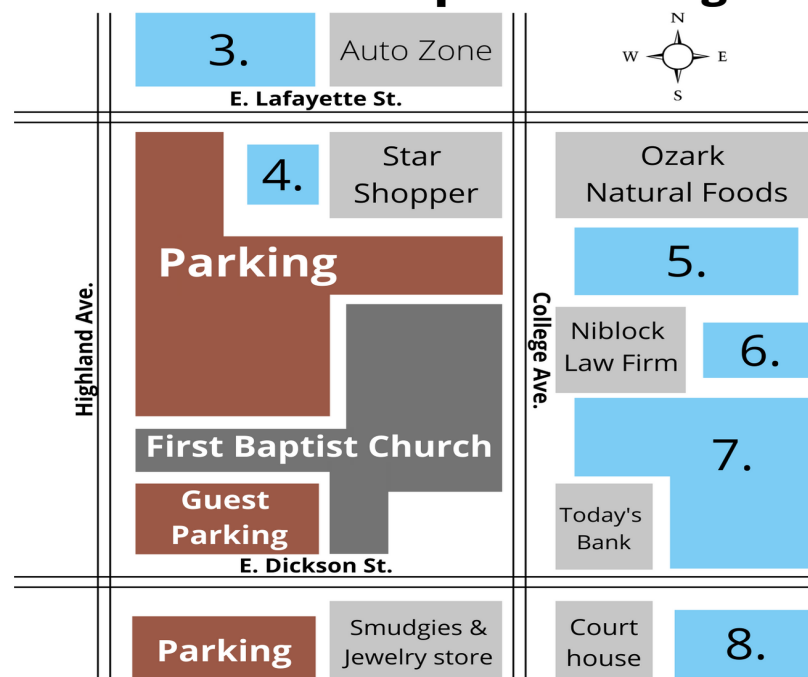 3.
Auto Zone
N
W E
S
E. Lafayette St.
4.
Star
Shopper
Ozark
Natural Foods
Parking
5.
Highland Ave.
College Ave.
Niblock
Law Firm
6.
First Baptist Church
7.
Guest
Parking
Today's
Bank
E. Dickson St.
Parking
Smudgies &
Jewelry store
Court
house
8.